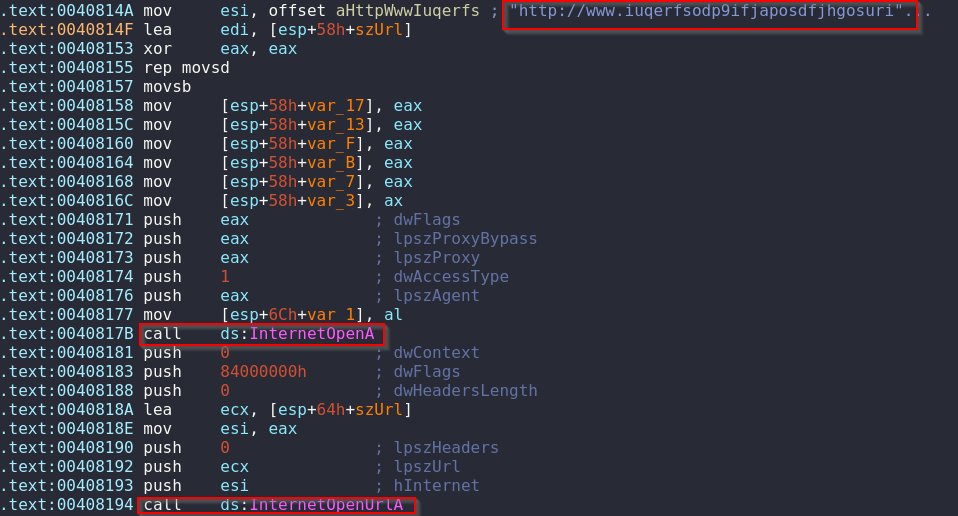 .text:0040814A mov     esi, offset aHttpWwwIuqerfs ; "http://www.iuqerfsodp9ifjaposdfjhgosuri"...
.text:0040814F lea     edi, [esp+58h+szUrl]
.text:00408153 xor     eax, eax
.text:00408155 rep movsd
.text:00408157 movsb
.text:00408158 mov     [esp+58h+var_17], eax
.text:0040815C mov     [esp+58h+var_13], eax
.text:00408160 mov     [esp+58h+var_F], eax
.text:00408164 mov     [esp+58h+var_B], eax
.text:00408168 mov     [esp+58h+var_7], eax
.text:0040816C mov     [esp+58h+var_3], ax
.text:00408171 push    eax             ; dwFlags
.text:00408172 push    eax             ; lpszProxyBypass
.text:00408173 push    eax             ; lpszProxy
.text:00408174 push    1               ; dwAccessType
.text:00408176 push    eax             ; lpszAgent
.text:00408177 mov     [esp+6Ch+var_1], al
.text:0040817B call    ds:InternetOpenA
.text:00408181 push    0               ; dwContext
.text:00408183 push    84000000h       ; dwFlags
.text:00408188 push    0               ; dwHeadersLength
.text:0040818A lea     ecx, [esp+64h+szUrl]
.text:0040818E mov     esi, eax
.text:00408190 push    0               ; lpszHeaders
.text:00408192 push    ecx             ; lpszUrl
.text:00408193 push    esi             ; hInternet
.text:00408194 call    ds:InternetOpenUrlA